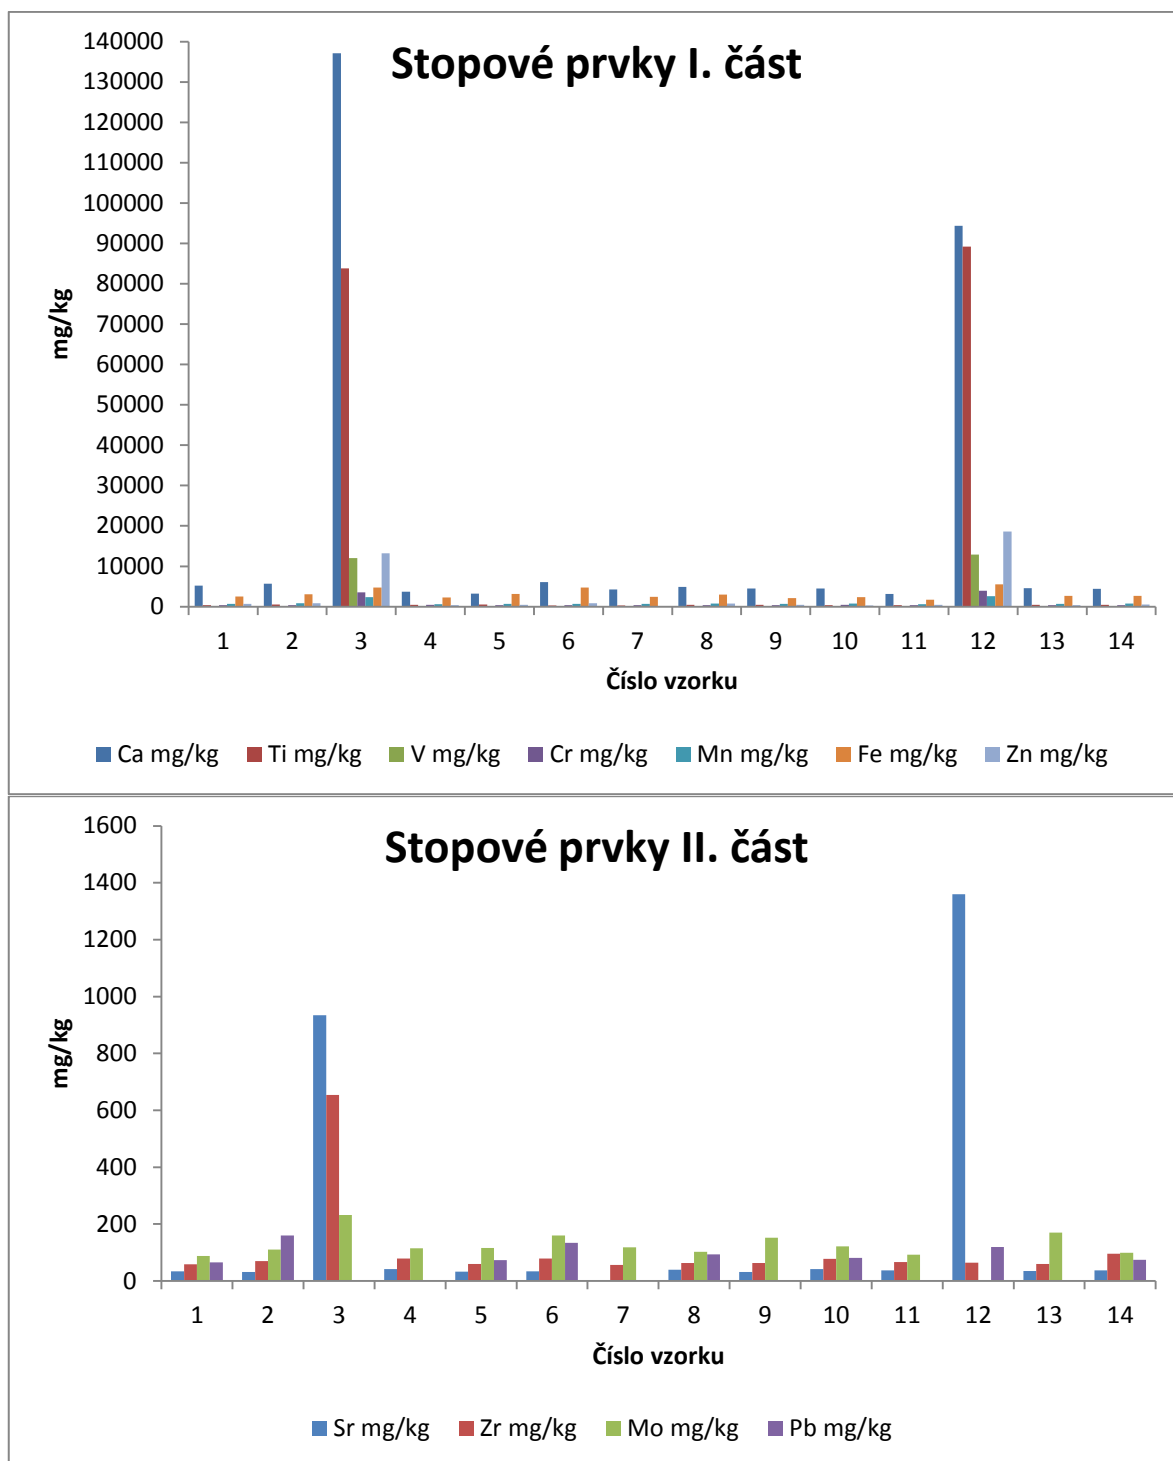 Stopové prvky I. část
140000
130000
120000
110000
100000
90000
80000
70000
60000
50000
40000
30000
20000
10000
0
mg/kg
1 2 3 4 5 6 7 8 9 10 11 12 13 14
Číslo vzorku
Ca mg/kg Ti mg/kg V mg/kg Cr mg/kg Mn mg/kg Fe mg/kg Zn mg/kg
Stopové prvky II. část
1600
1400
1200
1000
800
600
400
200
0
mg/kg
1 2 3 4 5 6 7 8 9 10 11 12 13 14
Číslo vzorku
Sr mg/kg Zr mg/kg Mo mg/kg Pb mg/kg